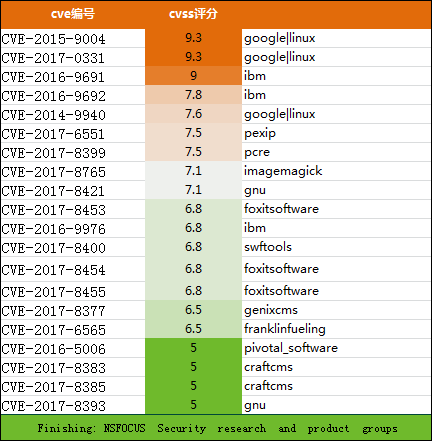 cve编号 cvss评分
CVE-2015-9004 9.3 google|linux
CVE-2017-0331 9.3 google|linux
CVE-2016-9691 9 ibm
CVE-2016-9692 7.8 ibm
CVE-2014-9940 7.6 google|linux
CVE-2017-6551 7.5 pexip
CVE-2017-8399 7.5 pcre
CVE-2017-8765 7.1 imagemagick
CVE-2017-8421 7.1 gnu
CVE-2017-8453 6.8 foxitsoftware
CVE-2016-9976 6.8 ibm
CVE-2017-8400 6.8 swftools
CVE-2017-8454 6.8 foxitsoftware
CVE-2017-8455 6.8 foxitsoftware
CVE-2017-8377 6.5 genixcms
CVE-2017-6565 6.5 franklinfueling
CVE-2016-5006 5 pivotal_software
CVE-2017-8383 5 craftcms
CVE-2017-8385 5 craftcms
CVE-2017-8393 5 gnu
Finishing: NSFOCUS Security research and product groups